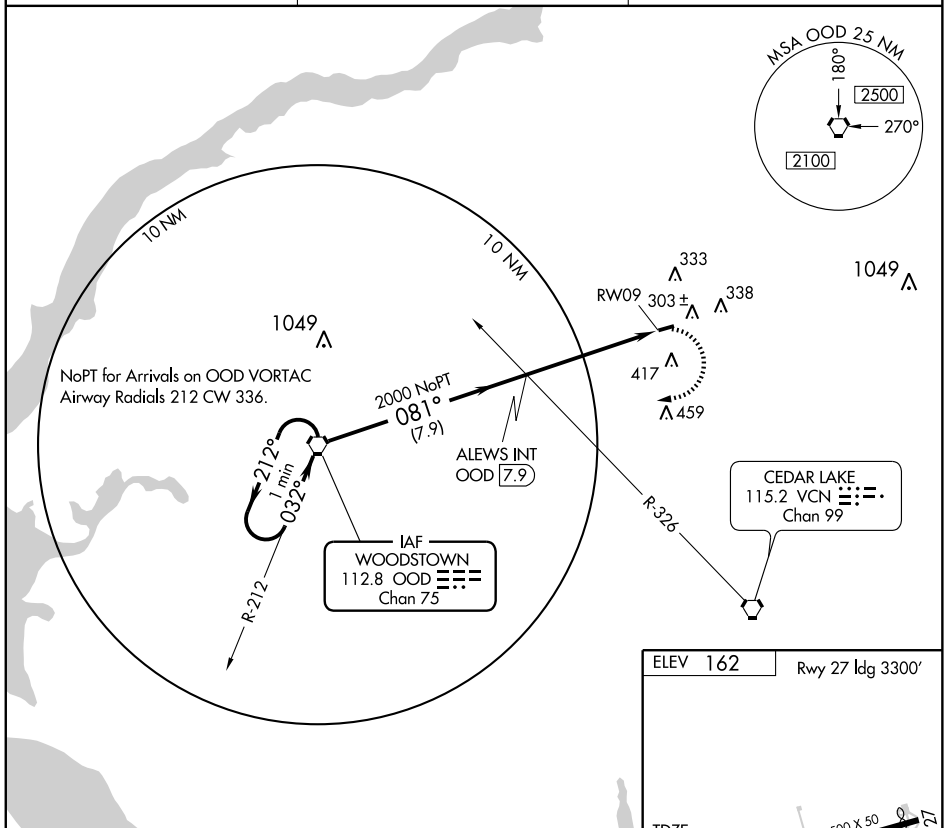 MSA OOD 25 NM
180°
2500
270°
2100
10 NM
10 NM
333
1049
RW09
303 ±
338
1049
417
NoPT for Arrivals on OOD VORTAC
Airway Radials 212 CW 336.
2000 NoPT
081°
(7.9)
459
ALEWS INT
OOD 7.9
212°
1 min
032°
CEDAR LAKE
115.2 VCN
Chan 99
R-326
IAF
WOODSTOWN
112.8 OOD
Chan 75
R-212
ELEV 162
Rwy 27 ldg 3300'
27